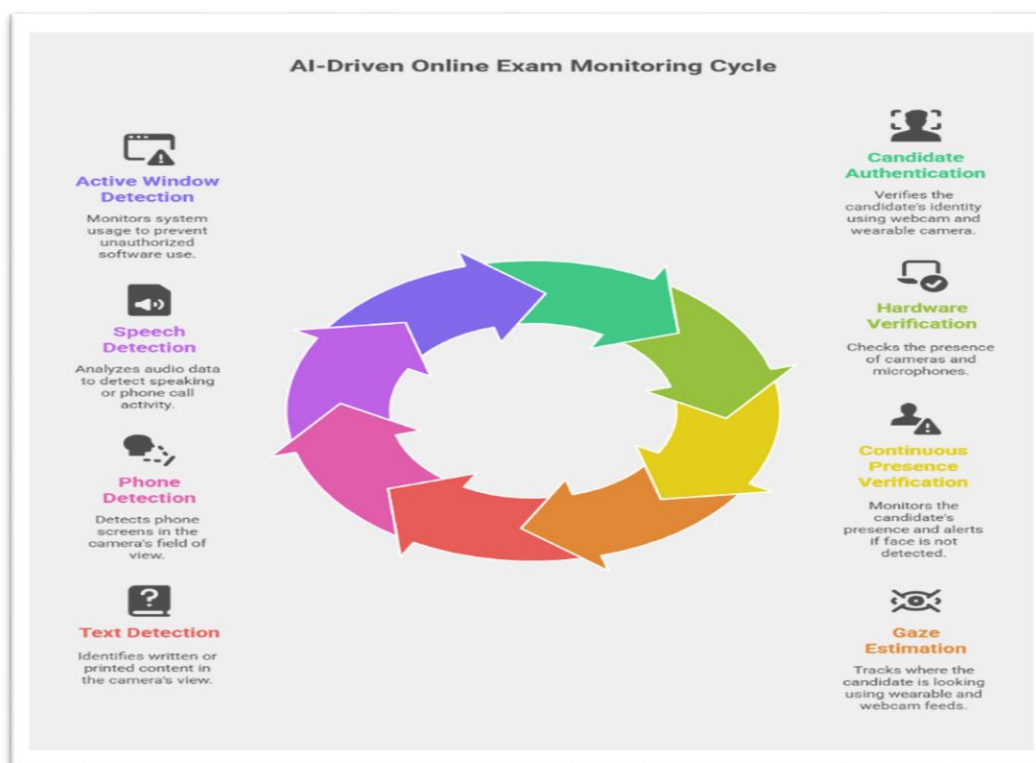 AI-Driven Online Exam Monitoring Cycle
Active Window
Detection
Monitors system
usage to prevent
unauthorized
software use.
Speech
Detection
Analyzes audio data
to detect speaking
or phone call
activity.
Phone
Detection
Detects phone
screens in the
camera's field of
view.
Text Detection
Identifies written or
printed content in
the camera's view.
Candidate
Authentication
Verifies the
candidate's identity
using webcam and
wearable camera.
Hardware
Verification
Checks the presence
of cameras and
microphones.
Continuous
Presence
Verification
Monitors the
candidate's
presence and alerts
if face is not
detected.
Gaze
Estimation
Tracks where the
candidate is looking
using wearable and
webcam feeds.